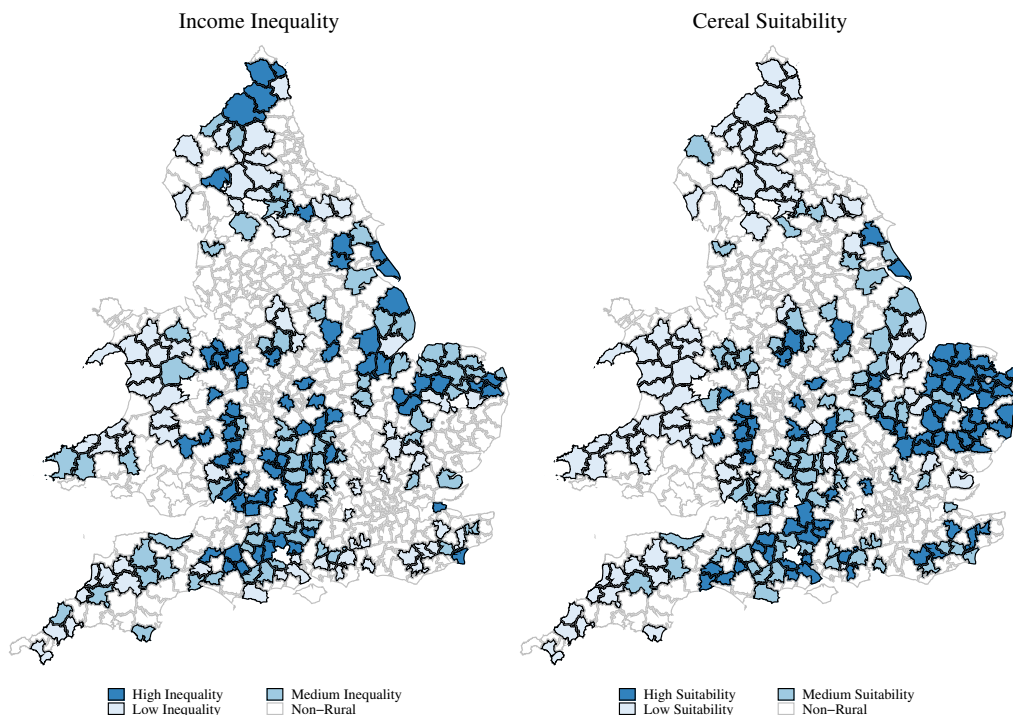 Income Inequality
Cereal Suitability
High Inequality
Medium Inequality
Low Inequality
Non−Rural
High Suitability
Medium Suitability
Low Suitability
Non−Rural